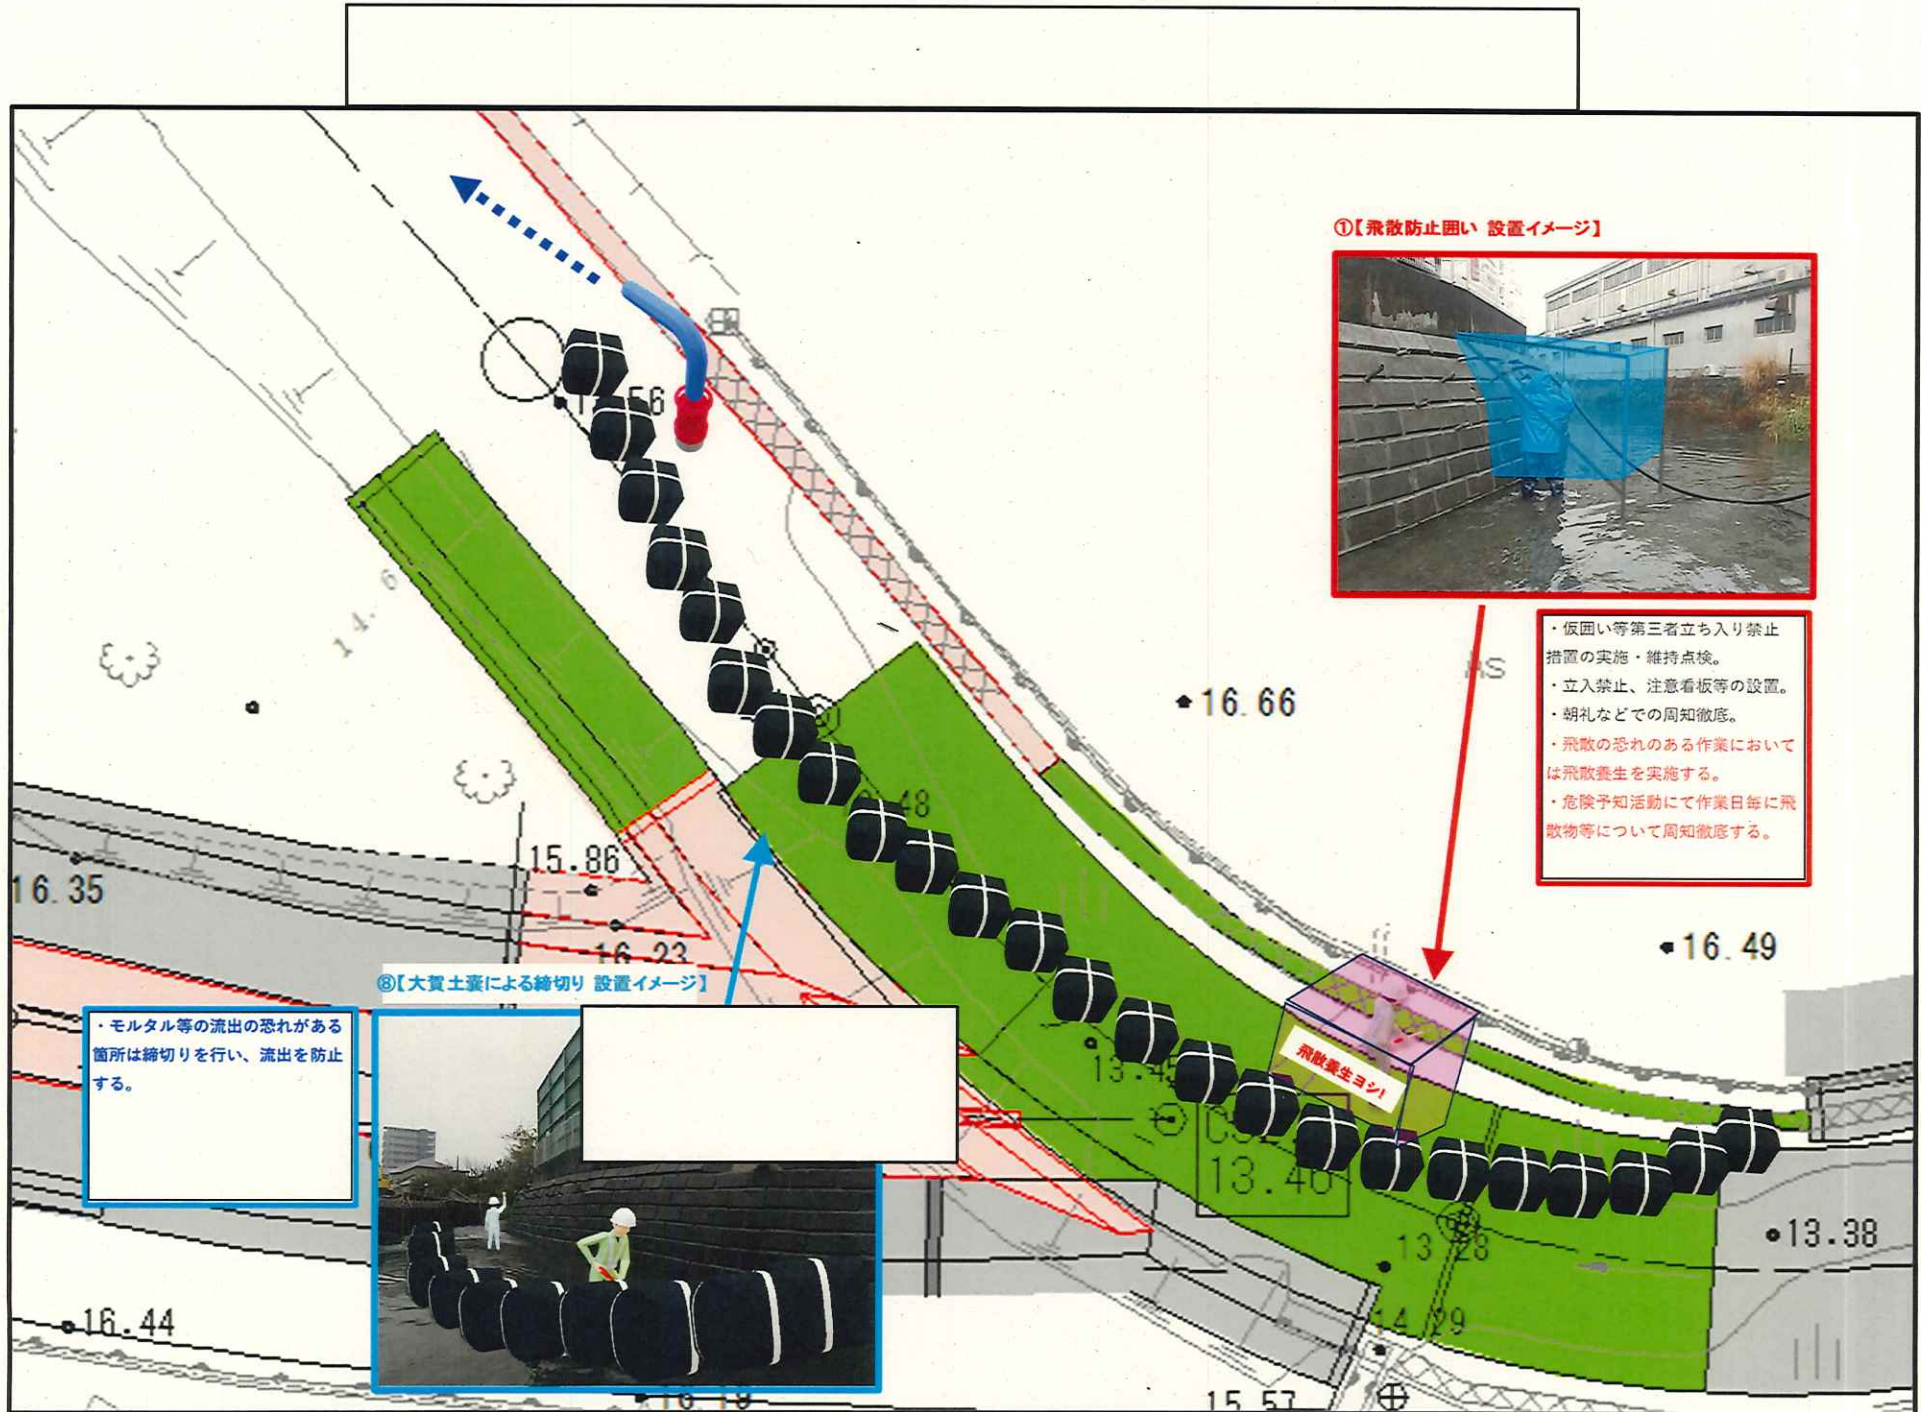 ①【飛散防止囲い 設置イメージ】
・仮囲い等第三者立ち入り禁止
措置の実施・維持点検。
・立入禁止、注意看板等の設置。
・朝礼などでの周知徹底。
・飛散の恐れのある作業において
は飛散養生を実施する。
・危険予知活動にて作業日毎に飛
散物等について周知徹底する。
AS
16.66
14.6
15.86
16.35
16.23
16.49
⑧【大賀土嚢による締切り 設置イメージ】
・モルタル等の流出の恐れがある
箇所は締切りを行い、流出を防止
する。
飛散養生ヨシ!
13.45
13.46
13.28
13.38
14.29
16.44
16.19
15.57